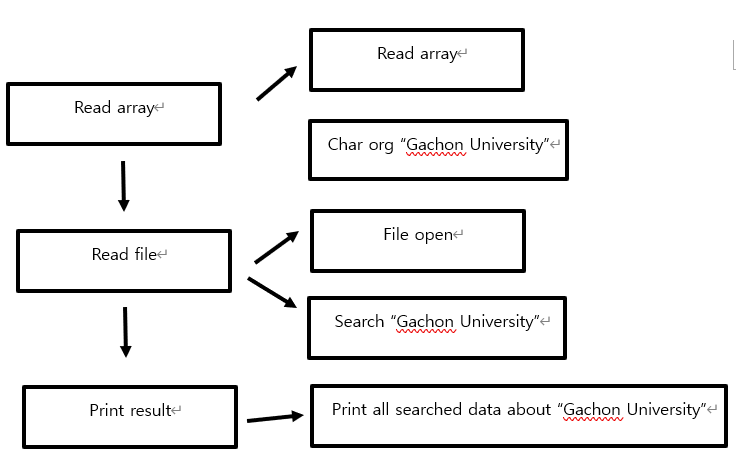 Read array
Read array
Char org “Gachon University”
Read file
File open
Search “Gachon University”
Print result
Print all searched data about “Gachon University”